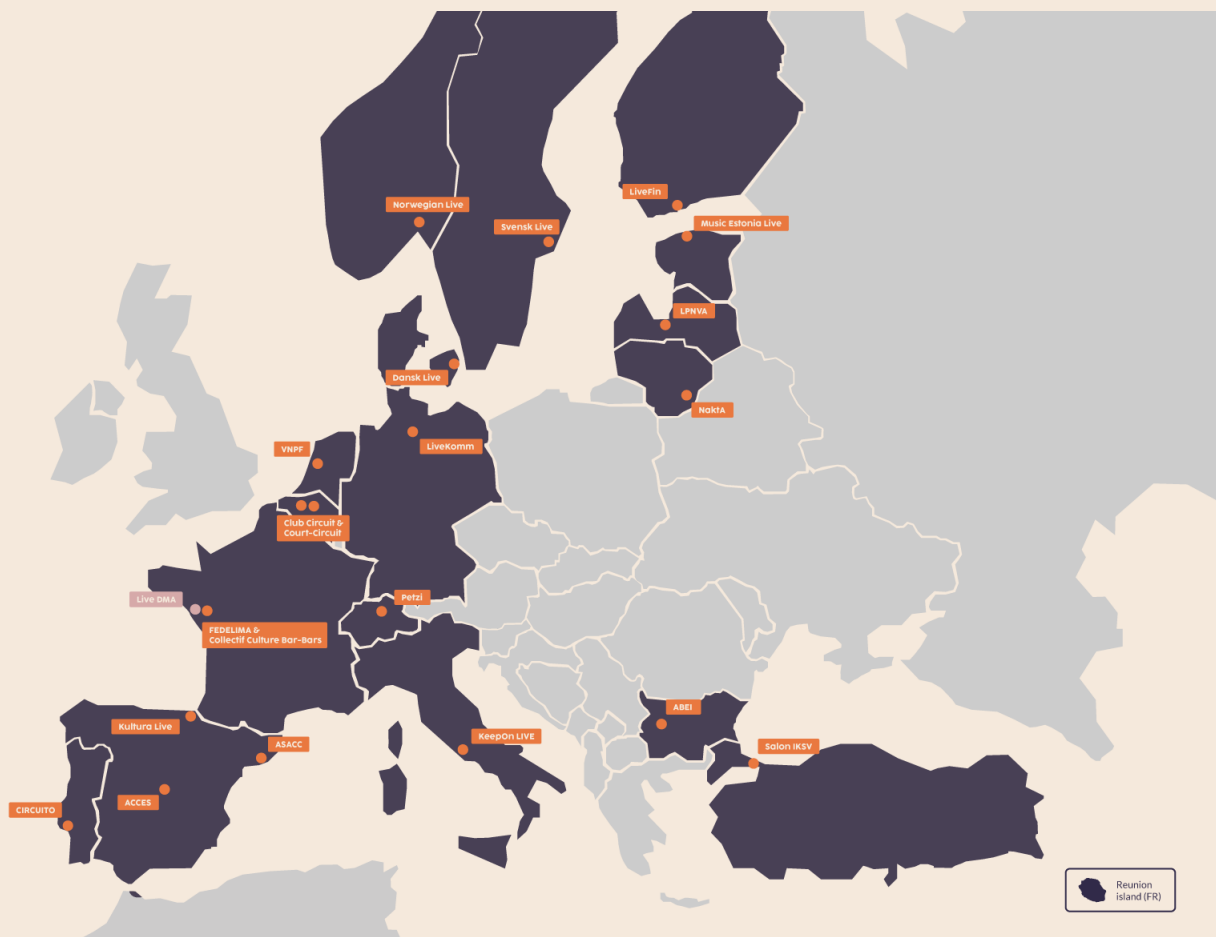 LiveFin
Norwegian Live
Music Estonia Live
Svensk Live
LPNVA
Dansk Live
NaktA
LiveKomm
VNPF
Club Circuit &
Court-Circuit
Petzi
Live DMA
FEDELIMA &
Collectif Culture Bar-Bars
ABEI
Kultura Live
KeepOn LIVE
ASACC
Salon IKSV
ACCES
CIRCUITO
Reunion
island (FR)